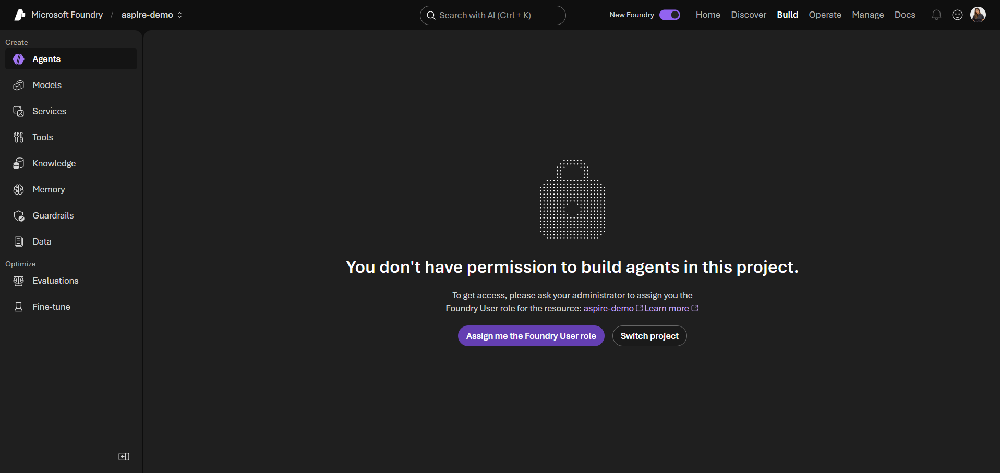 Microsoft Foundry / aspire-demo
Search with AI (Ctrl + K)
New Foundry
Home
Discover
Build
Operate
Manage
Docs
Create
Agents
Models
Services
Tools
Knowledge
Memory
Guardrails
Data
Optimize
Evaluations
Fine-tune
You don't have permission to build agents in this project.
To get access, please ask your administrator to assign you the
Foundry User role for the resource: aspire-demo Learn more
Assign me the Foundry User role
Switch project